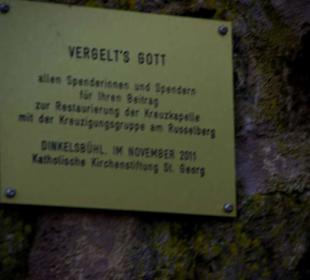 VERGELT'S GOTT
allen Spenderinnen und Spendern
für Ihren Beitrag
zur Restaurierung der Kreuzkapelle
mit der Kreuzigungsgruppe am Russelberg
DINKELSBÜHL, IM NOVEMBER 2011
Katholische Kirchenstiftung St. Georg